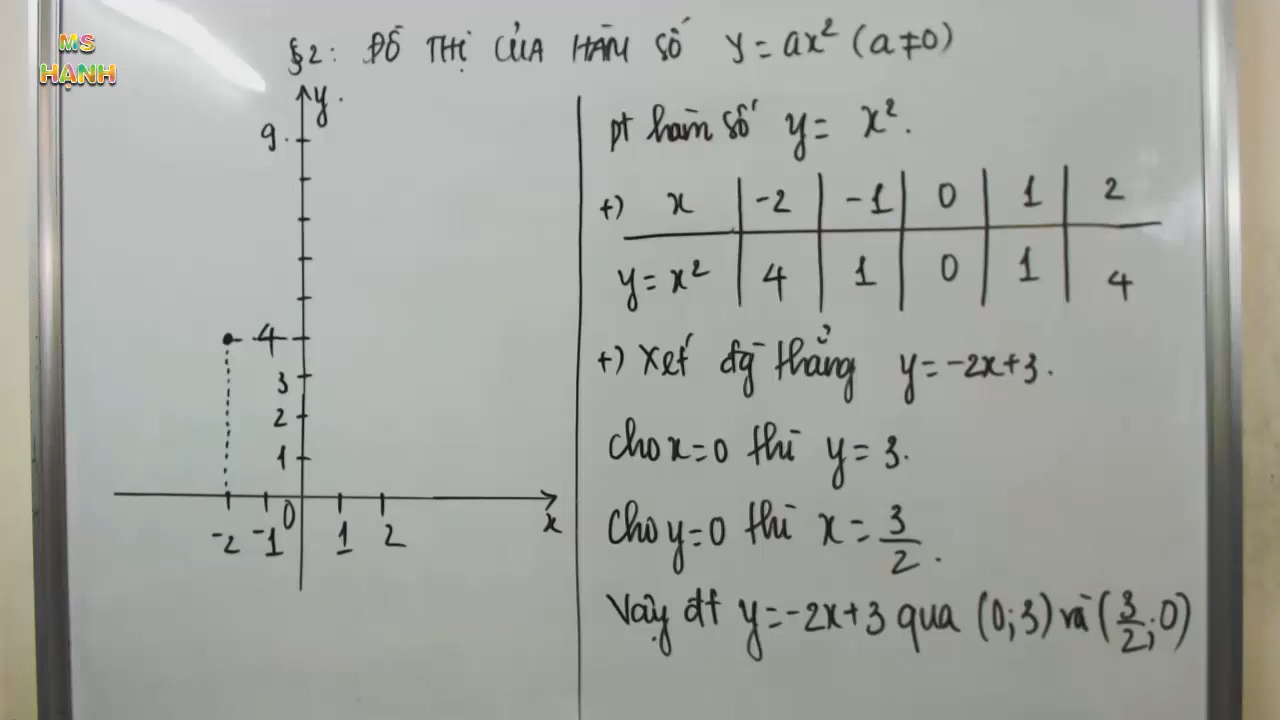 MS
HẠNH
§2: ĐỒ THỊ CỦA HÀM SỐ y = ax² (a ≠ 0)
y
9
4
3
2
1
-2 -1 0 1 2 x
pt hàm số y = x².
+) x | -2 | -1 | 0 | 1 | 2
y = x² | 4 | 1 | 0 | 1 | 4
+) Xét đg thẳng y = -2x+3.
Cho x=0 thì y = 3.
Cho y=0 thì x = 3/2.
Vậy đt y=-2x+3 qua (0;3) và (3/2;0)